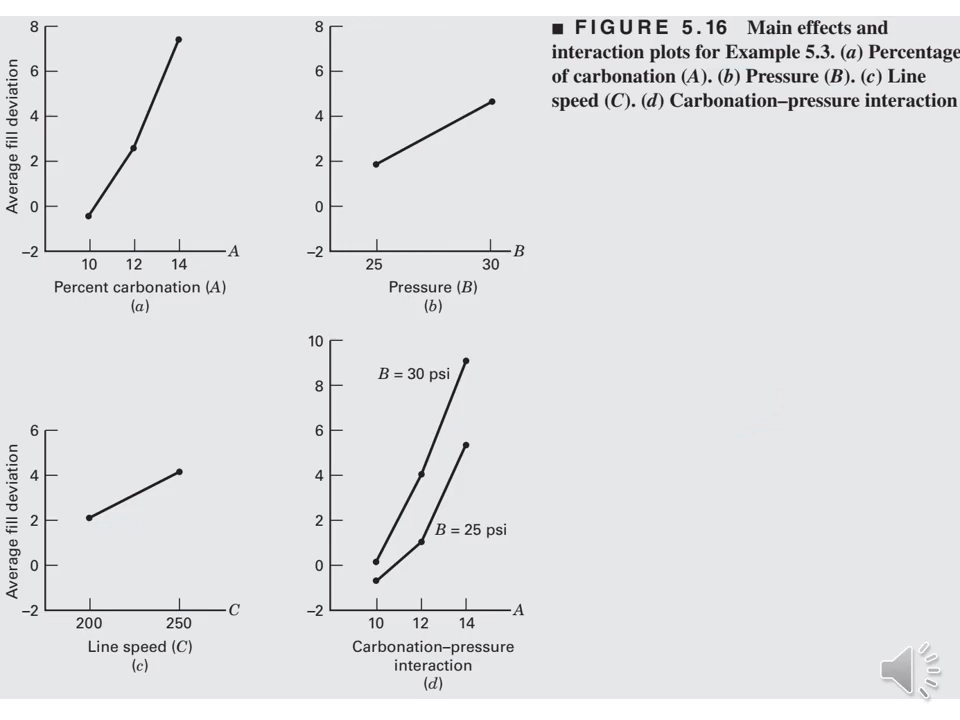 ■ FIGURE 5.16 Main effects and
interaction plots for Example 5.3. (a) Percentage
of carbonation (A). (b) Pressure (B). (c) Line
speed (C). (d) Carbonation–pressure interaction
Average fill deviation
8
6
4
2
0
–2
10 12 14
A
Percent carbonation (A)
(a)
8
6
4
2
0
–2
25 30
B
Pressure (B)
(b)
Average fill deviation
6
4
2
0
–2
200 250
C
Line speed (C)
(c)
10
8
6
4
2
0
–2
B = 30 psi
B = 25 psi
10 12 14
A
Carbonation–pressure
interaction
(d)